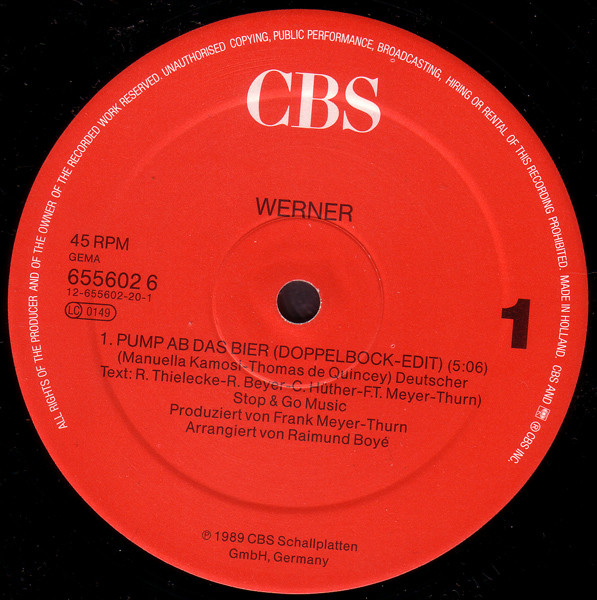 ALL RIGHTS OF THE PRODUCER AND OF THE OWNER OF THE RECORDED WORK RESERVED. UNAUTHORISED COPYING, PUBLIC PERFORMANCE, BROADCASTING, HIRING OR RENTAL OF THIS RECORDING PROHIBITED. MADE IN HOLLAND. CBS AND ® CBS INC.
CBS
WERNER
45 RPM
GEMA
655602 6
12-655602-20-1
LC 0149
1
1. PUMP AB DAS BIER (DOPPELBOCK-EDIT) (5:06)
(Manuella Kamosi-Thomas de Quincey) Deutscher
Text: R. Thielecke-R. Beyer-C. Hüther-F.T. Meyer-Thurn)
Stop & Go Music
Produziert von Frank Meyer-Thurn
Arrangiert von Raimund Boyé
℗ 1989 CBS Schallplatten
GmbH, Germany